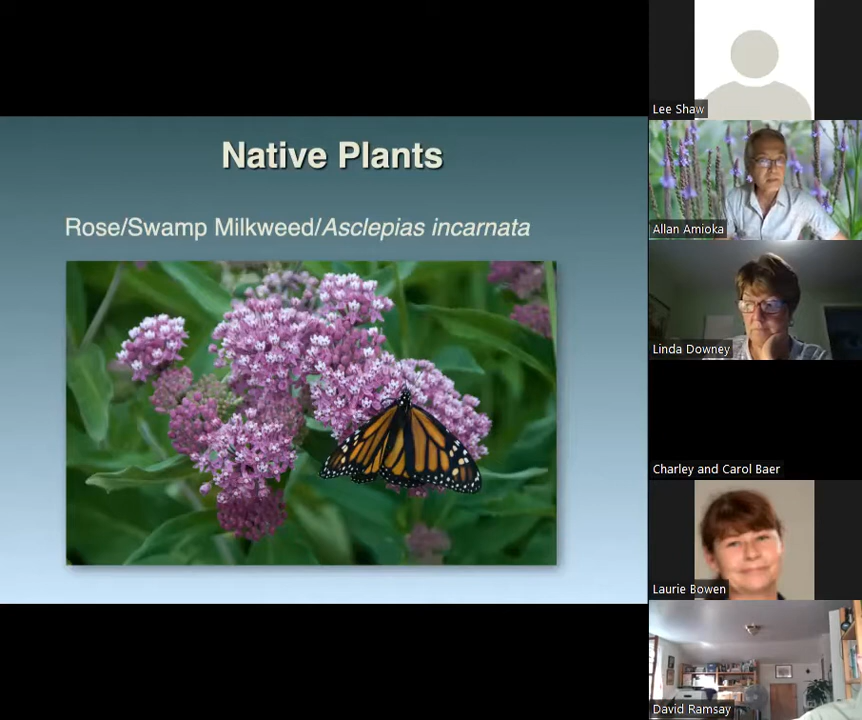 Native Plants
Rose/Swamp Milkweed/Asclepias incarnata
Lee Shaw
Allan Amioka
Linda Downey
Charley and Carol Baer
Laurie Bowen
David Ramsay